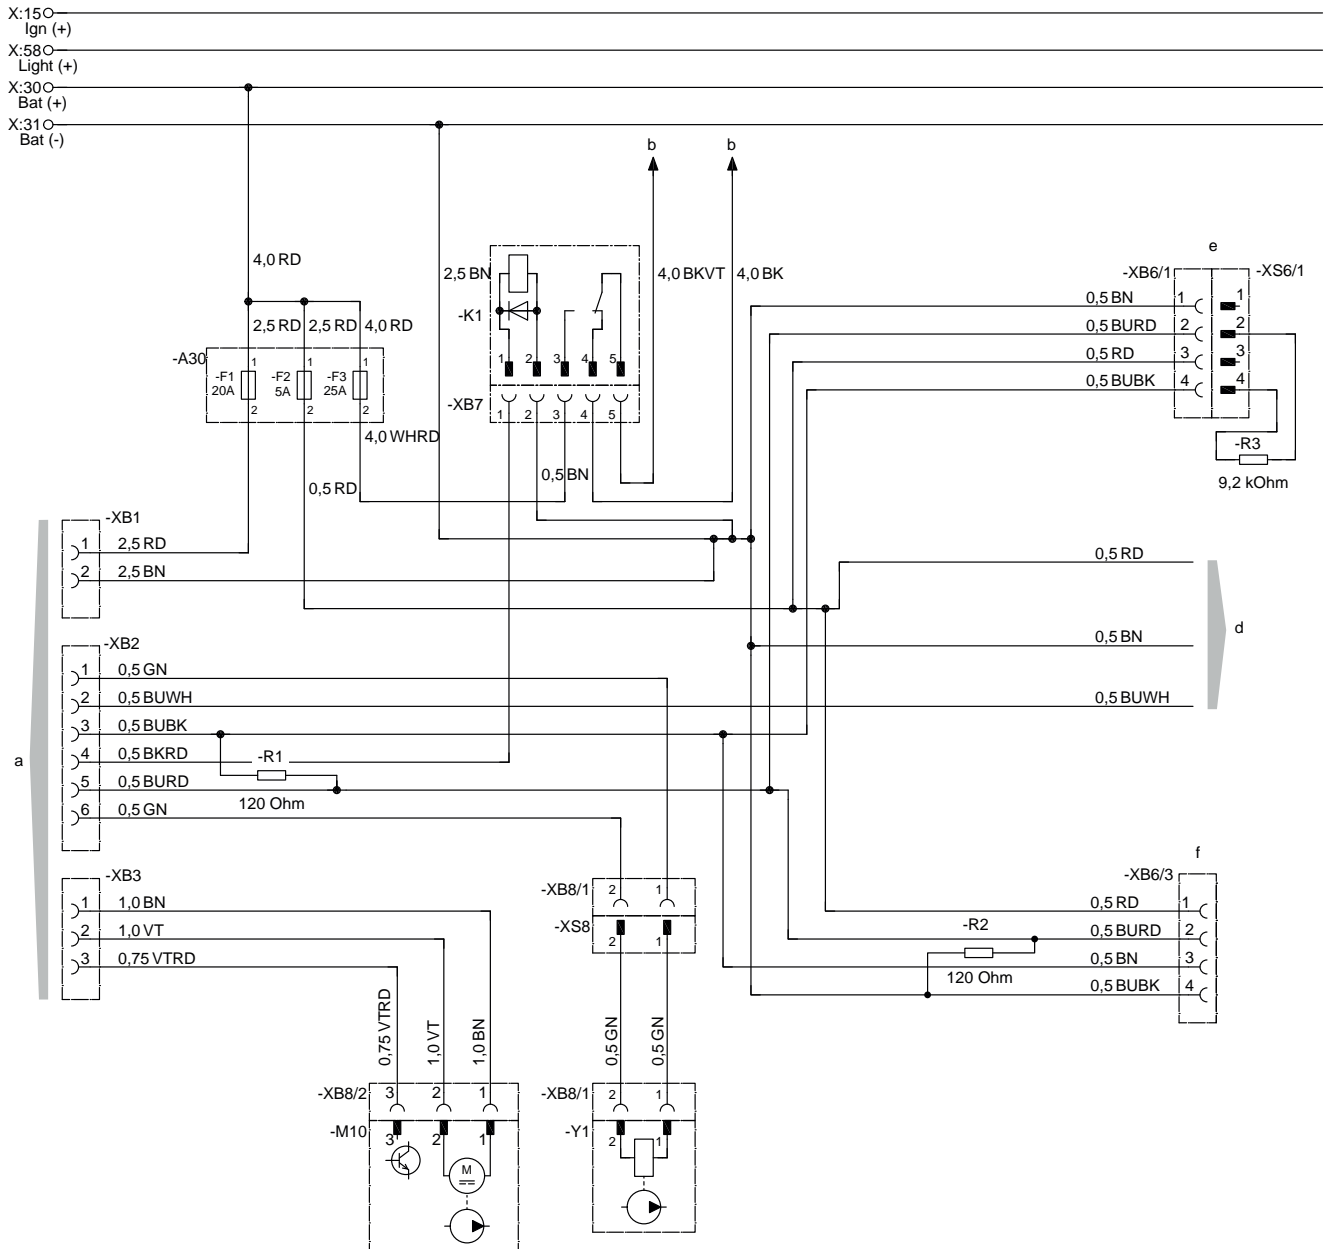 X:15
Ign (+)
X:58
Light (+)
X:30
Bat (+)
X:31
Bat (-)
b b
4,0 RD
2,5 BN
4,0 BKVT 4,0 BK
e
-XB6/1 -XS6/1
0,5 BN 1 1
0,5 BURD 2 2
0,5 RD 3 3
0,5 BUBK 4 4
-R3
9,2 kOhm
-K1
1 2 3 4 5
-XB7
1 2 3 4 5
2,5 RD 2,5 RD 4,0 RD
-A30
1 1 1
-F1 -F2 -F3
20A 5A 25A
2 2 2
4,0 WHRD
0,5 RD
0,5 BN
-XB1
1 2,5 RD
2 2,5 BN
0,5 RD
0,5 BN
0,5 BUWH
d
-XB2
1 0,5 GN
2 0,5 BUWH
3 0,5 BUBK
4 0,5 BKRD
5 0,5 BURD
6 0,5 GN
-R1
120 Ohm
a
-XB3
1 1,0 BN
2 1,0 VT
3 0,75 VTRD
-XB8/1 2 1
-XS8
2 1
f
-XB6/3
0,5 RD 1
0,5 BURD 2
0,5 BN 3
0,5 BUBK 4
-R2
120 Ohm
0,75 VTRD
1,0 VT
1,0 BN
0,5 GN
0,5 GN
-XB8/2 3 2 1
-M10
3 2 1
M
-XB8/1 2 1
-Y1
2 1